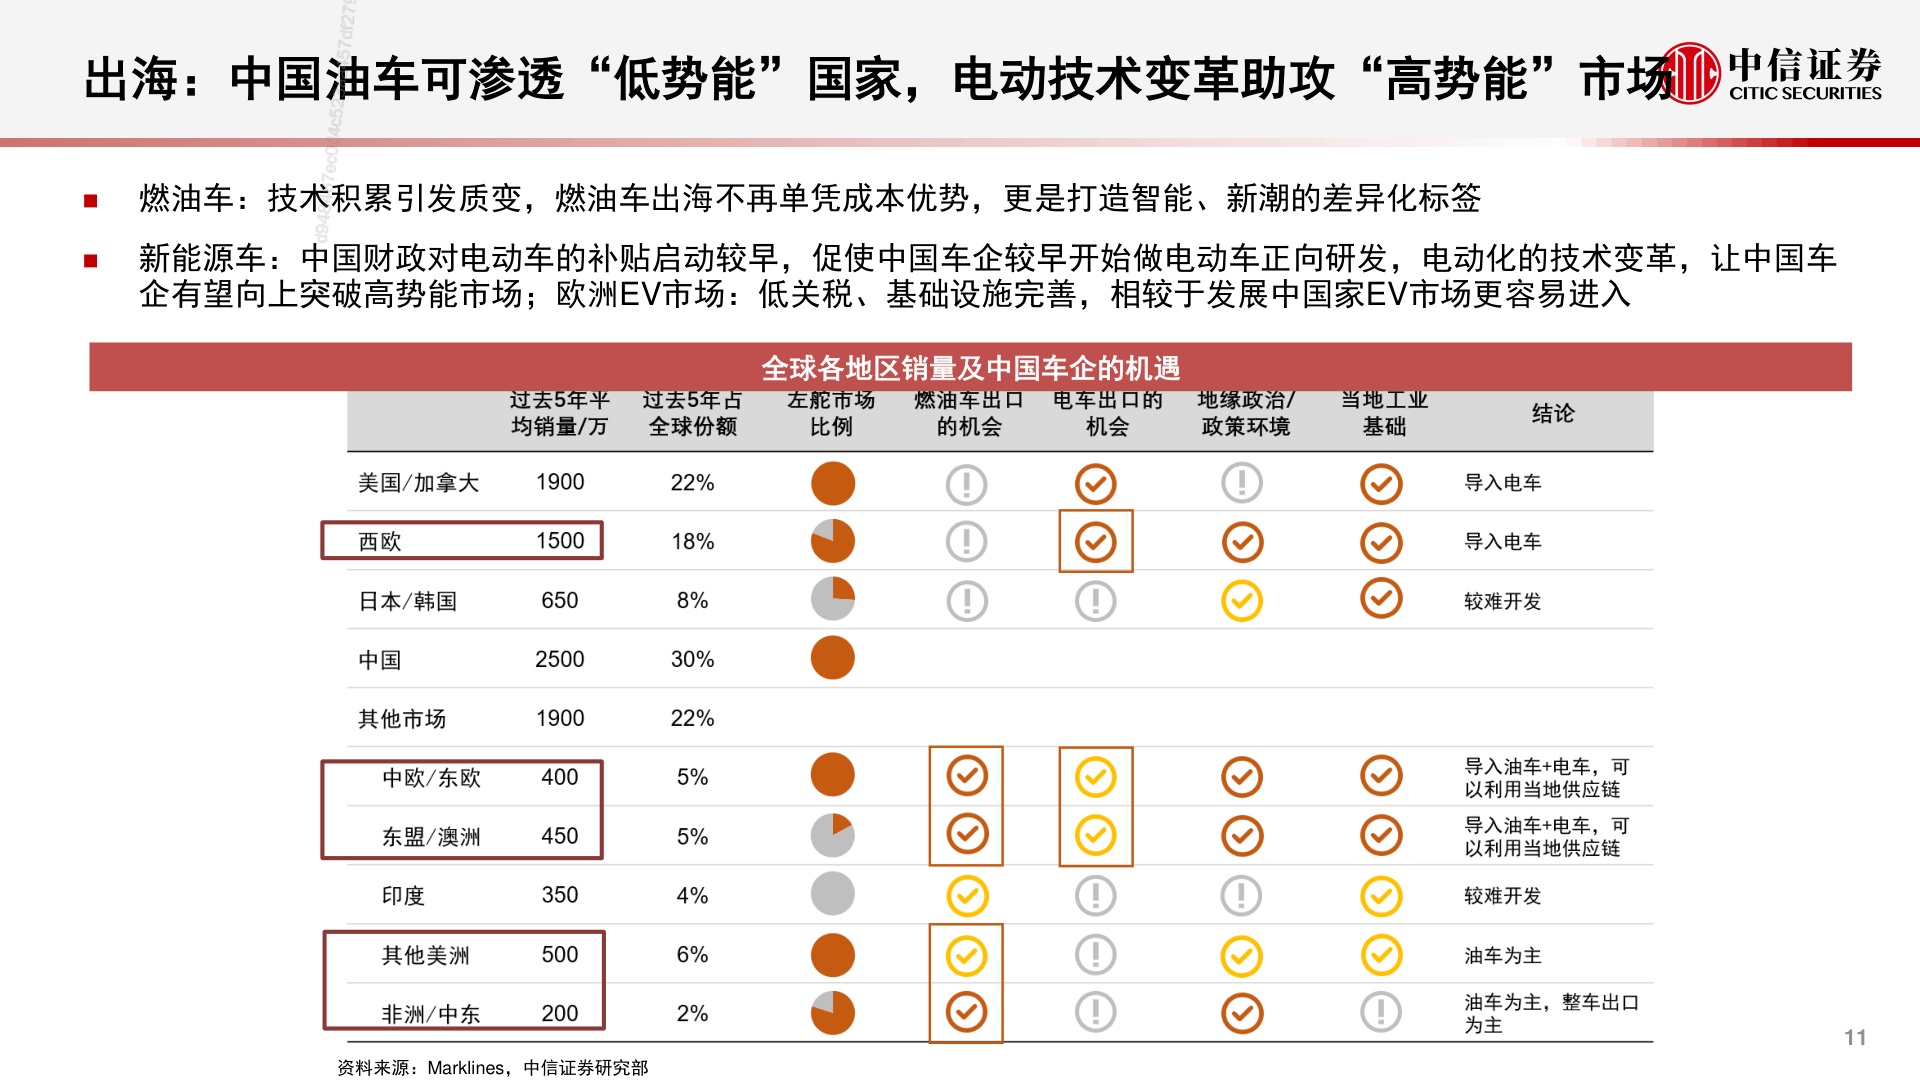 出海：中国油车可渗透“低势能”国家，电动技术变革助攻“高势能”市场
中信证券
CITIC SECURITIES
燃油车：技术积累引发质变，燃油车出海不再单凭成本优势，更是打造智能、新潮的差异化标签
新能源车：中国财政对电动车的补贴启动较早，促使中国车企较早开始做电动车正向研发，电动化的技术变革，让中国车
企有望向上突破高势能市场；欧洲EV市场：低关税、基础设施完善，相较于发展中国家EV市场更容易进入
全球各地区销量及中国车企的机遇
过去5年平 过去5年占 左舵市场 燃油车出口 电车出口的 地缘政治/ 当地工业 结论
均销量/万 全球份额 比例 的机会 机会 政策环境 基础
美国/加拿大 1900 22% 导入电车
西欧 1500 18% 导入电车
日本/韩国 650 8% 较难开发
中国 2500 30%
其他市场 1900 22%
中欧/东欧 400 5% 导入油车+电车，可
以利用当地供应链
东盟/澳洲 450 5% 导入油车+电车，可
以利用当地供应链
印度 350 4% 较难开发
其他美洲 500 6% 油车为主
非洲/中东 200 2% 油车为主，整车出口
为主
资料来源：Marklines，中信证券研究部
11